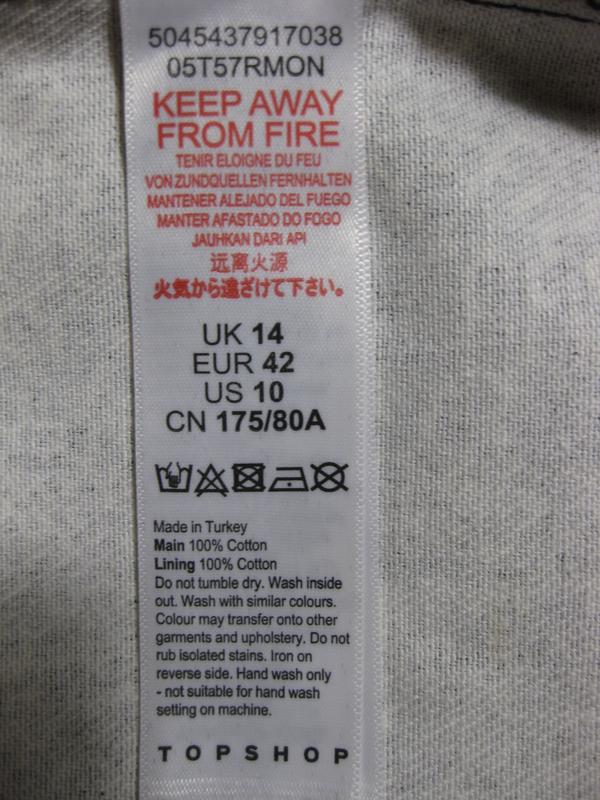 5045437917038
05T57RMON
KEEP AWAY
FROM FIRE
TENIR ELOIGNE DU FEU
VON ZUNDQUELLEN FERNHALTEN
MANTENER ALEJADO DEL FUEGO
MANTER AFASTADO DO FOGO
JAUHKAN DARI API
远离火源
火気から遠ざけて下さい。
UK 14
EUR 42
US 10
CN 175/80A
Made in Turkey
Main 100% Cotton
Lining 100% Cotton
Do not tumble dry. Wash inside
out. Wash with similar colours.
Colour may transfer onto other
garments and upholstery. Do not
rub isolated stains. Iron on
reverse side. Hand wash only
- not suitable for hand wash
setting on machine.
TOPSHOP